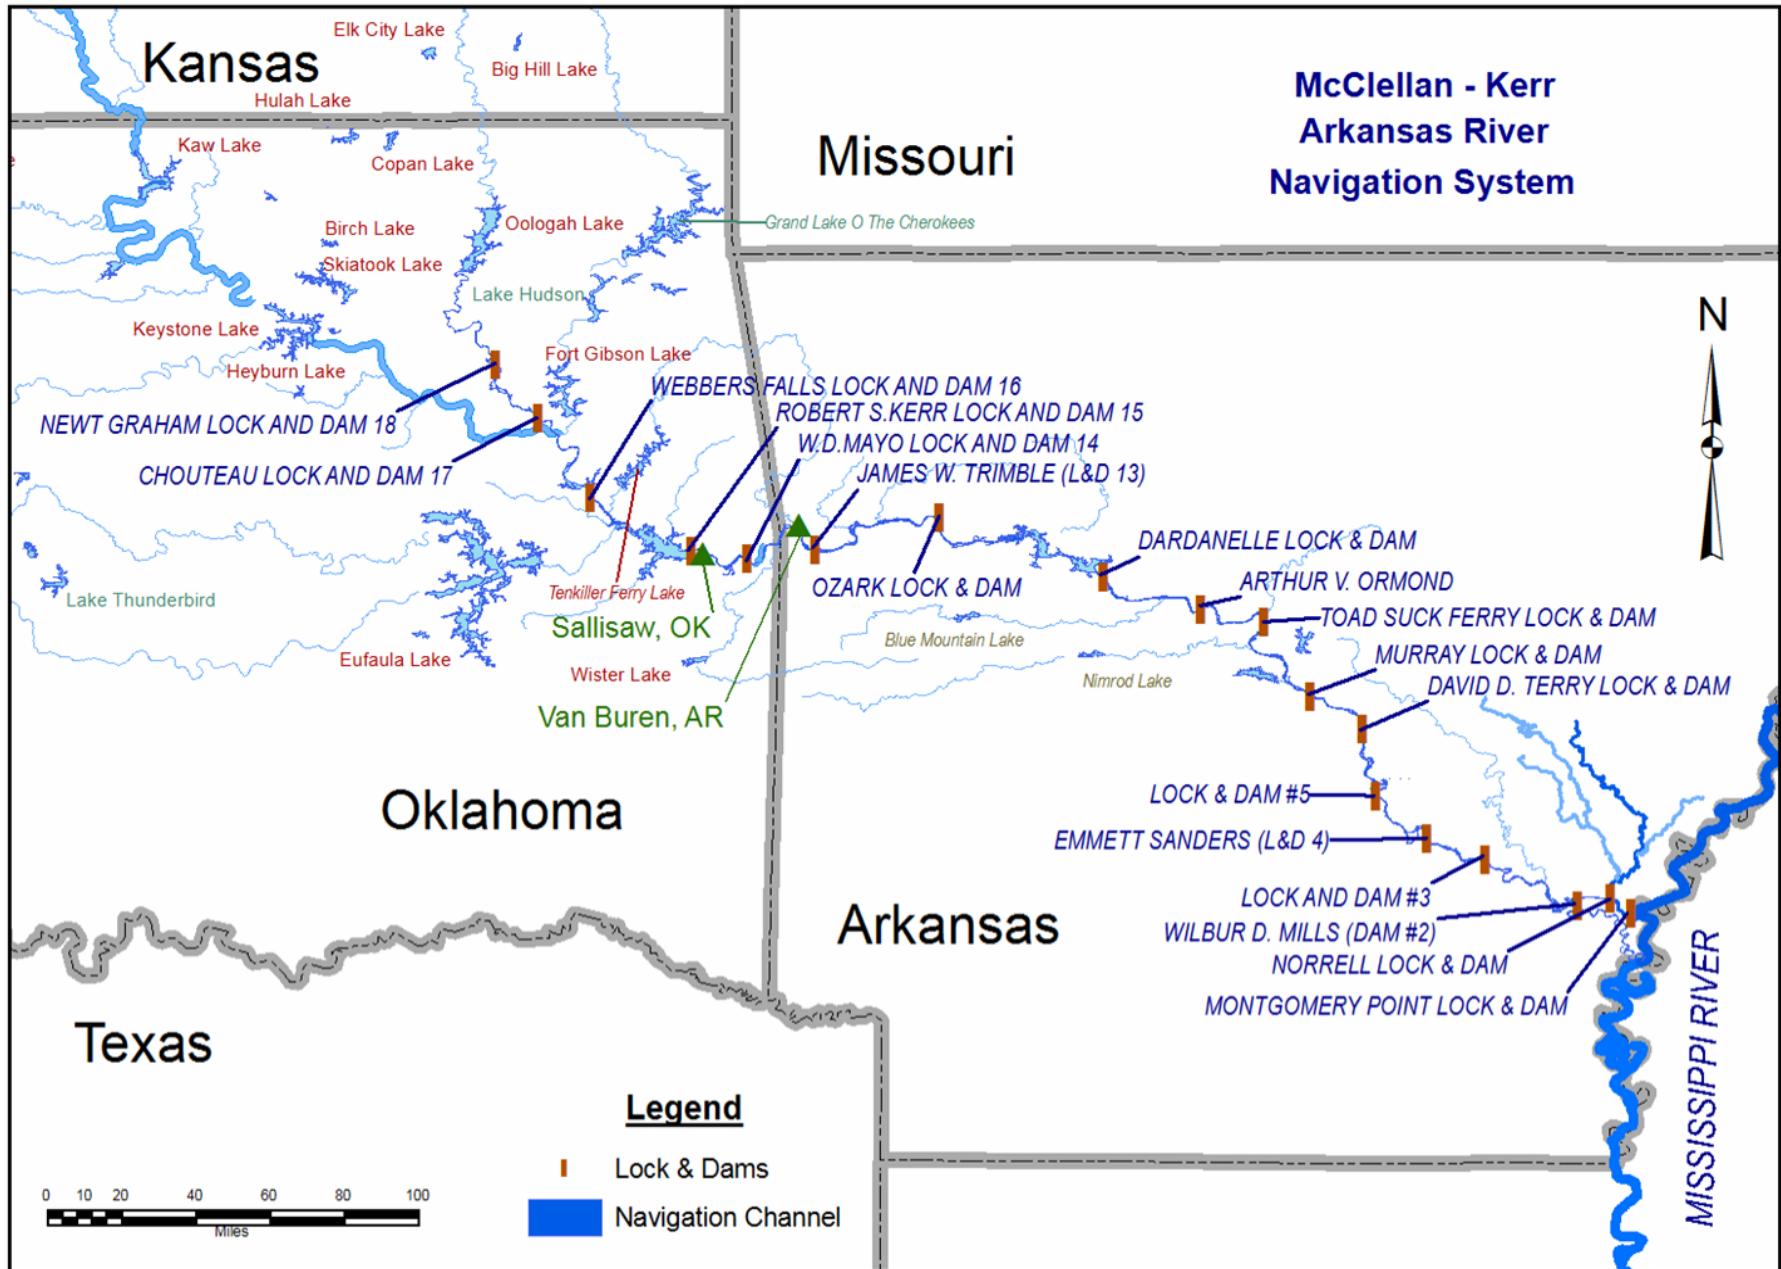 Elk City Lake
Kansas
Big Hill Lake
McClellan - Kerr
Arkansas River
Navigation System
Hulah Lake
Kaw Lake
Copan Lake
Missouri
Birch Lake
Oologah Lake
Grand Lake O The Cherokees
Skiatook Lake
Lake Hudson
N
Keystone Lake
Heyburn Lake
Fort Gibson Lake
WEBBERS FALLS LOCK AND DAM 16
ROBERT S.KERR LOCK AND DAM 15
NEWT GRAHAM LOCK AND DAM 18
W.D.MAYO LOCK AND DAM 14
CHOUTEAU LOCK AND DAM 17
JAMES W. TRIMBLE (L&D 13)
DARDANELLE LOCK & DAM
OZARK LOCK & DAM
ARTHUR V. ORMOND
Tenkiller Ferry Lake
Lake Thunderbird
TOAD SUCK FERRY LOCK & DAM
Sallisaw, OK
Blue Mountain Lake
Eufaula Lake
MURRAY LOCK & DAM
Wister Lake
Nimrod Lake
DAVID D. TERRY LOCK & DAM
Van Buren, AR
LOCK & DAM #5
Oklahoma
EMMETT SANDERS (L&D 4)
LOCK AND DAM #3
Arkansas
WILBUR D. MILLS (DAM #2)
NORRELL LOCK & DAM
MONTGOMERY POINT LOCK & DAM
MISSISSIPPI RIVER
Texas
Legend
Lock & Dams
Navigation Channel
0 10 20 40 60 80 100
Miles